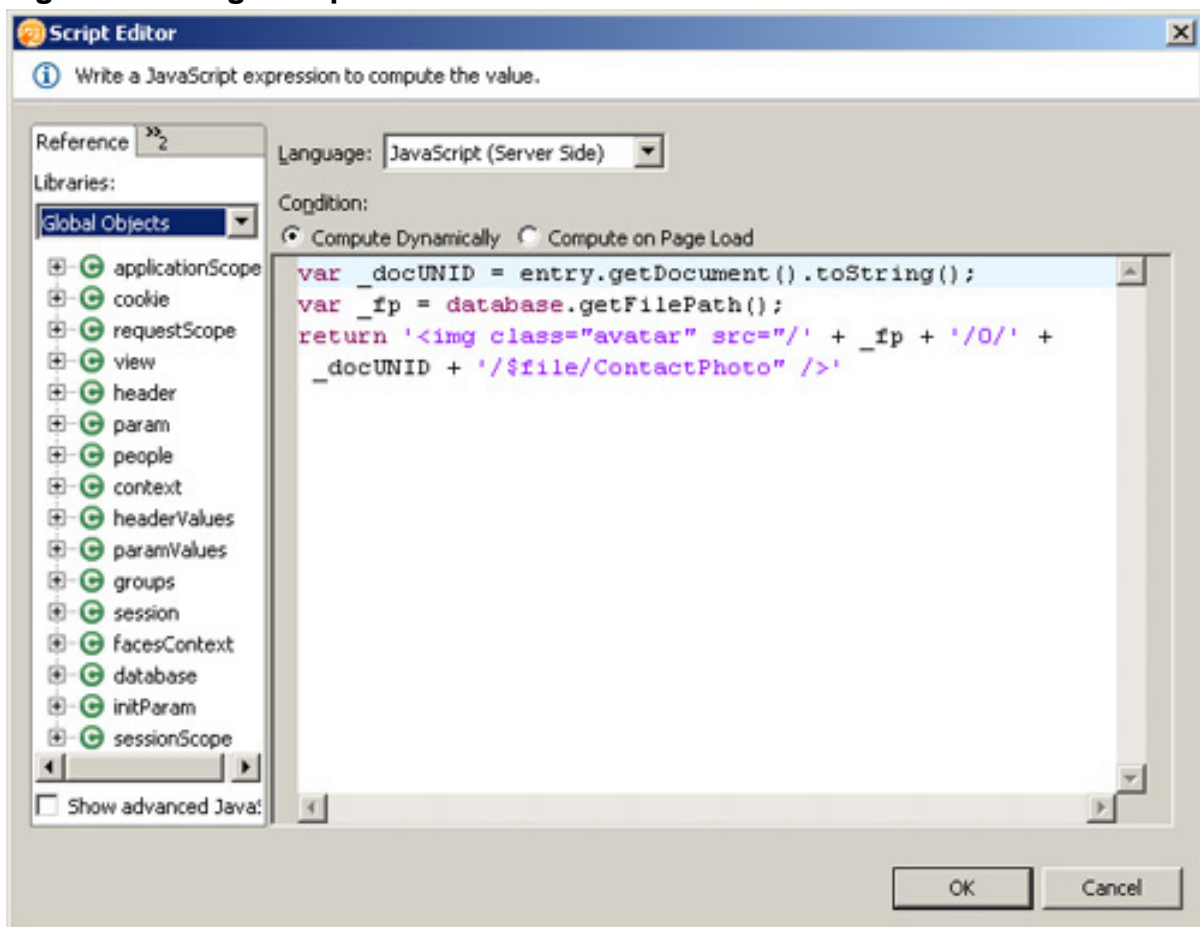 Script Editor
Write a JavaScript expression to compute the value.
Reference »2
Libraries:
Global Objects
applicationScope
cookie
requestScope
view
header
param
people
context
headerValues
paramValues
groups
session
facesContext
database
initParam
sessionScope
Show advanced Java
Language: JavaScript (Server Side)
Condition:
Compute Dynamically Compute on Page Load
var _docUNID = entry.getDocument().toString();
var _fp = database.getFilePath();
return '<img class="avatar" src="/' + _fp + '/0/' +
_docUNID + '/$file/ContactPhoto" />'
OK Cancel